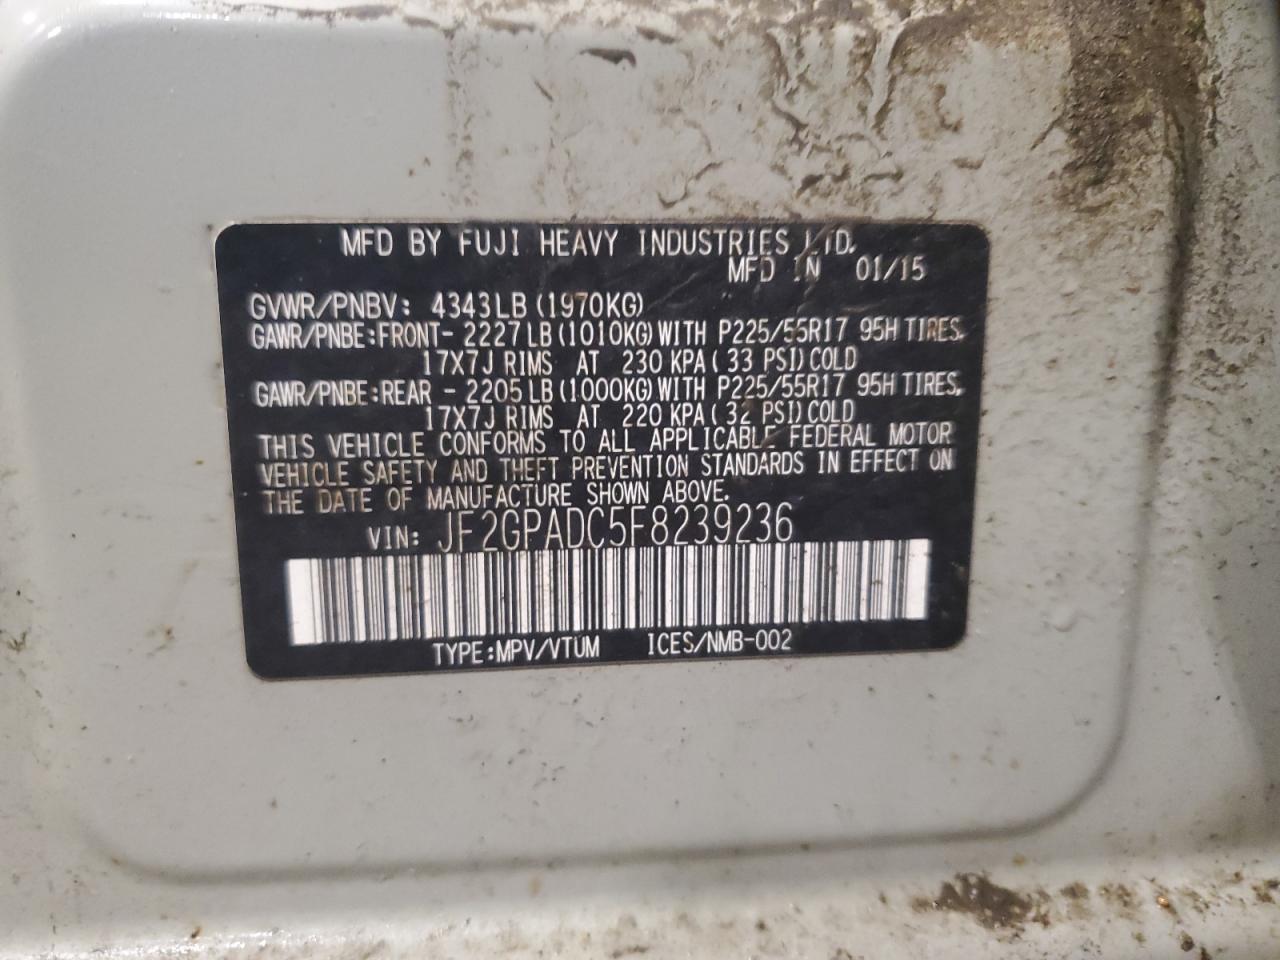 MFD BY FUJI HEAVY INDUSTRIES LTD.
MFD IN 01/15
GVWR/PNBV: 4343LB (1970KG)
GAWR/PNBE:FRONT- 2227 LB (1010KG) WITH P225/55R17 95H TIRES.
17X7J RIMS AT 230 KPA ( 33 PSI) COLD
GAWR/PNBE:REAR - 2205 LB (1000KG) WITH P225/55R17 95H TIRES,
17X7J RIMS AT 220 KPA ( 32 PSI) COLD
THIS VEHICLE CONFORMS TO ALL APPLICABLE FEDERAL MOTOR
VEHICLE SAFETY AND THEFT PREVENTION STANDARDS IN EFFECT ON
THE DATE OF MANUFACTURE SHOWN ABOVE.
VIN: JF2GPADC5F8239236
TYPE:MPV/VTUM ICES/NMB-002